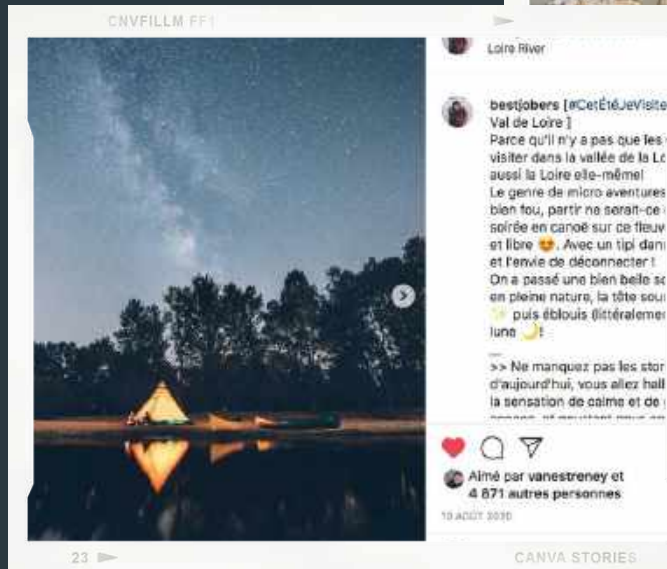 CNVFILLM FF1
Loire River
bestjobers [#CetÉtéJeVisite
Val de Loire ]
Parce qu'il n'y a pas que les
visiter dans la vallée de la Lo
aussi la Loire elle-même!
Le genre de micro aventures
bien fou, partir ne serait-ce
soirée en canoë sur ce fleuv
et libre 😍. Avec un tipi dans
et l'envie de déconnecter !
On a passé une bien belle so
en pleine nature, la tête sou
✨ puis éblouis (littéralemen
lune 🌙!
—
>> Ne manquez pas les stor
d'aujourd'hui, vous allez hall
la sensation de calme et de
Aimé par vanestreney et
4 871 autres personnes
10 AOÛT 2020
23
CANVA STORIES